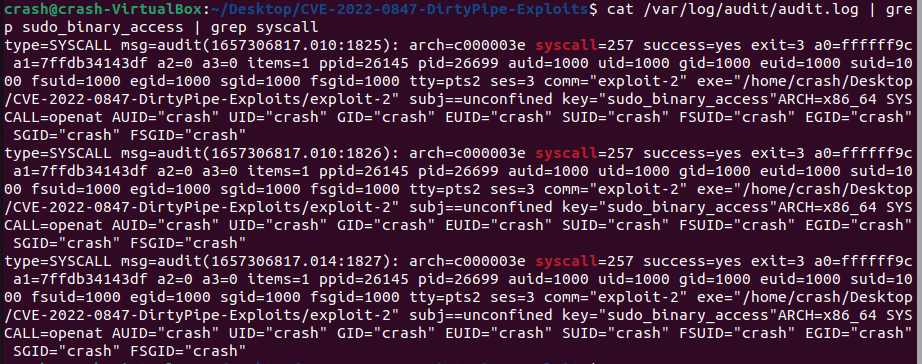 crash@crash-VirtualBox:~/Desktop/CVE-2022-0847-DirtyPipe-Exploits$ cat /var/log/audit/audit.log | gre
p sudo_binary_access | grep syscall
type=SYSCALL msg=audit(1657306817.010:1825): arch=c000003e syscall=257 success=yes exit=3 a0=ffffff9c
 a1=7ffdb34143df a2=0 a3=0 items=1 ppid=26145 pid=26699 auid=1000 uid=1000 gid=1000 euid=1000 suid=10
00 fsuid=1000 egid=1000 sgid=1000 fsgid=1000 tty=pts2 ses=3 comm="exploit-2" exe="/home/crash/Desktop
/CVE-2022-0847-DirtyPipe-Exploits/exploit-2" subj==unconfined key="sudo_binary_access"ARCH=x86_64 SYS
CALL=openat AUID="crash" UID="crash" GID="crash" EUID="crash" SUID="crash" FSUID="crash" EGID="crash"
 SGID="crash" FSGID="crash"
type=SYSCALL msg=audit(1657306817.010:1826): arch=c000003e syscall=257 success=yes exit=3 a0=ffffff9c
 a1=7ffdb34143df a2=0 a3=0 items=1 ppid=26145 pid=26699 auid=1000 uid=1000 gid=1000 euid=1000 suid=10
00 fsuid=1000 egid=1000 sgid=1000 fsgid=1000 tty=pts2 ses=3 comm="exploit-2" exe="/home/crash/Desktop
/CVE-2022-0847-DirtyPipe-Exploits/exploit-2" subj==unconfined key="sudo_binary_access"ARCH=x86_64 SYS
CALL=openat AUID="crash" UID="crash" GID="crash" EUID="crash" SUID="crash" FSUID="crash" EGID="crash"
 SGID="crash" FSGID="crash"
type=SYSCALL msg=audit(1657306817.014:1827): arch=c000003e syscall=257 success=yes exit=3 a0=ffffff9c
 a1=7ffdb34143df a2=0 a3=0 items=1 ppid=26145 pid=26699 auid=1000 uid=1000 gid=1000 euid=1000 suid=10
00 fsuid=1000 egid=1000 sgid=1000 fsgid=1000 tty=pts2 ses=3 comm="exploit-2" exe="/home/crash/Desktop
/CVE-2022-0847-DirtyPipe-Exploits/exploit-2" subj==unconfined key="sudo_binary_access"ARCH=x86_64 SYS
CALL=openat AUID="crash" UID="crash" GID="crash" EUID="crash" SUID="crash" FSUID="crash" EGID="crash"
 SGID="crash" FSGID="crash"